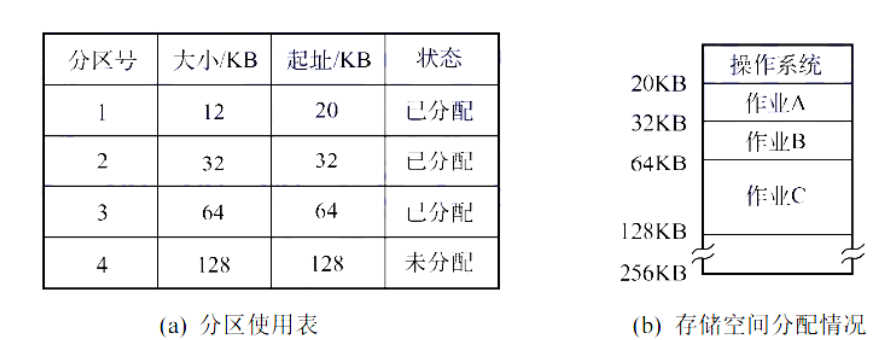 分区号 大小/KB 起址/KB 状态
1 12 20 已分配
2 32 32 已分配
3 64 64 已分配
4 128 128 未分配
(a) 分区使用表
操作系统
20KB
作业A
32KB
作业B
64KB
作业C
128KB
256KB
(b) 存储空间分配情况